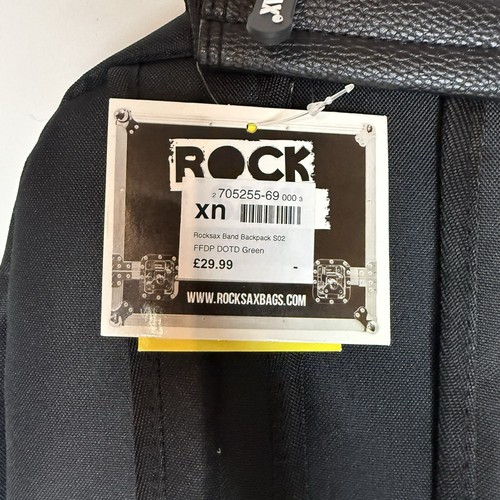 AX®
ROCK
2 705255-69 000 3
xn
Rocksax Band Backpack S02
FFDP DOTD Green
£29.99 -
WWW.ROCKSAXBAGS.COM